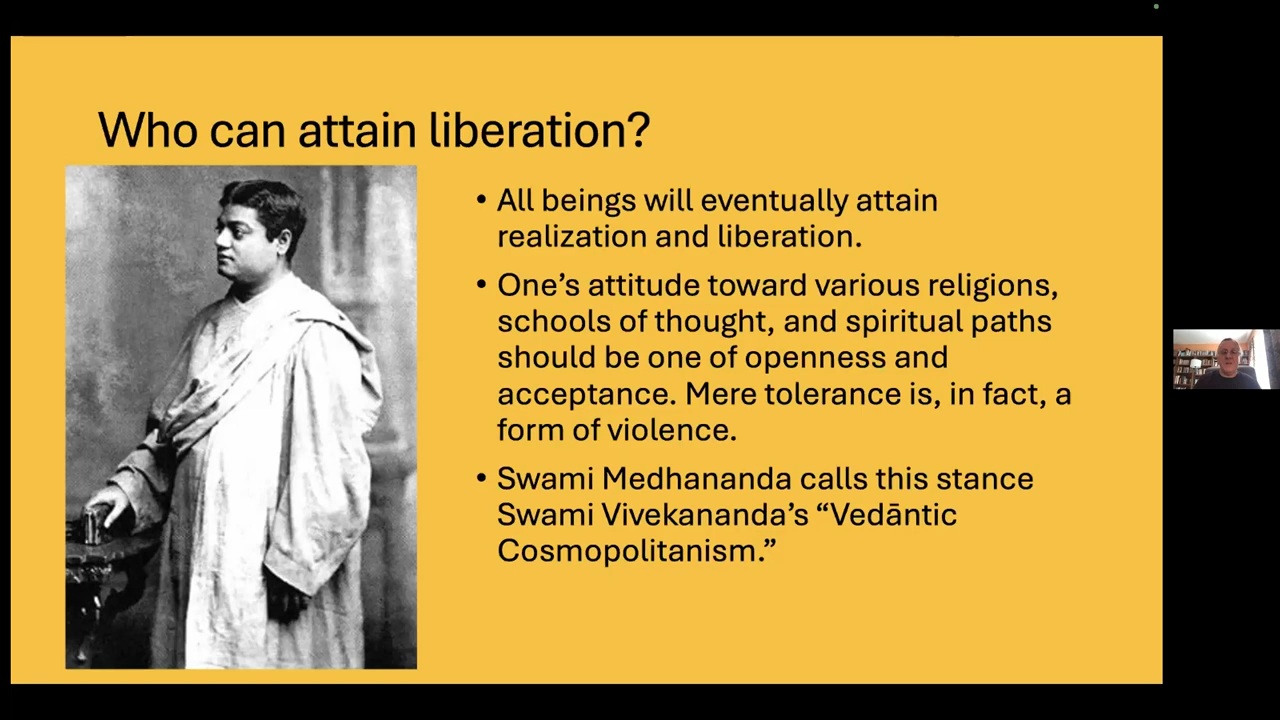 Who can attain liberation?
• All beings will eventually attain
realization and liberation.
• One’s attitude toward various religions,
schools of thought, and spiritual paths
should be one of openness and
acceptance. Mere tolerance is, in fact, a
form of violence.
• Swami Medhananda calls this stance
Swami Vivekananda’s “Vedāntic
Cosmopolitanism.”